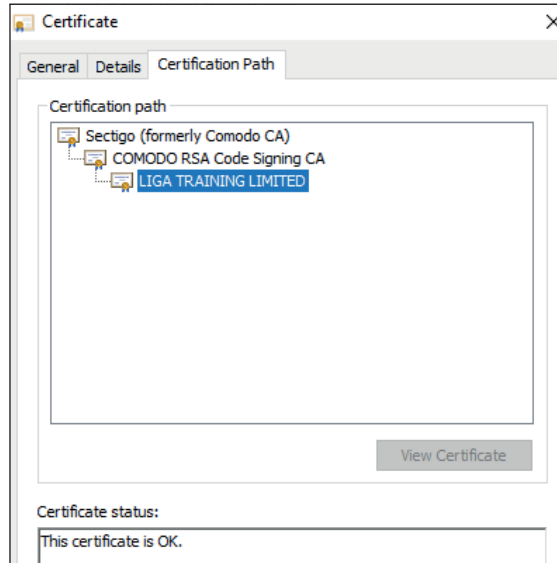 Certificate
General Details Certification Path
Certification path
Sectigo (formerly Comodo CA)
COMODO RSA Code Signing CA
LIGA TRAINING LIMITED
View Certificate
Certificate status:
This certificate is OK.